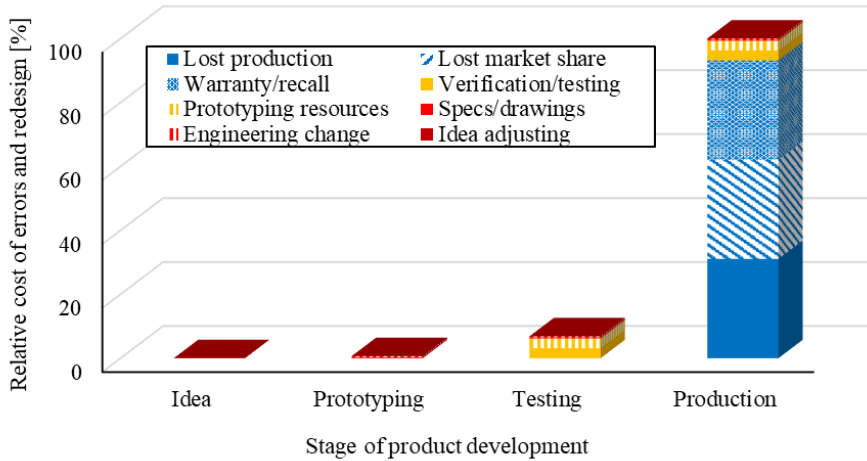 Relative cost of errors and redesign [%]
100
80
60
40
20
0
Lost production
Lost market share
Warranty/recall
Verification/testing
Prototyping resources
Specs/drawings
Engineering change
Idea adjusting
Idea
Prototyping
Testing
Production
Stage of product development